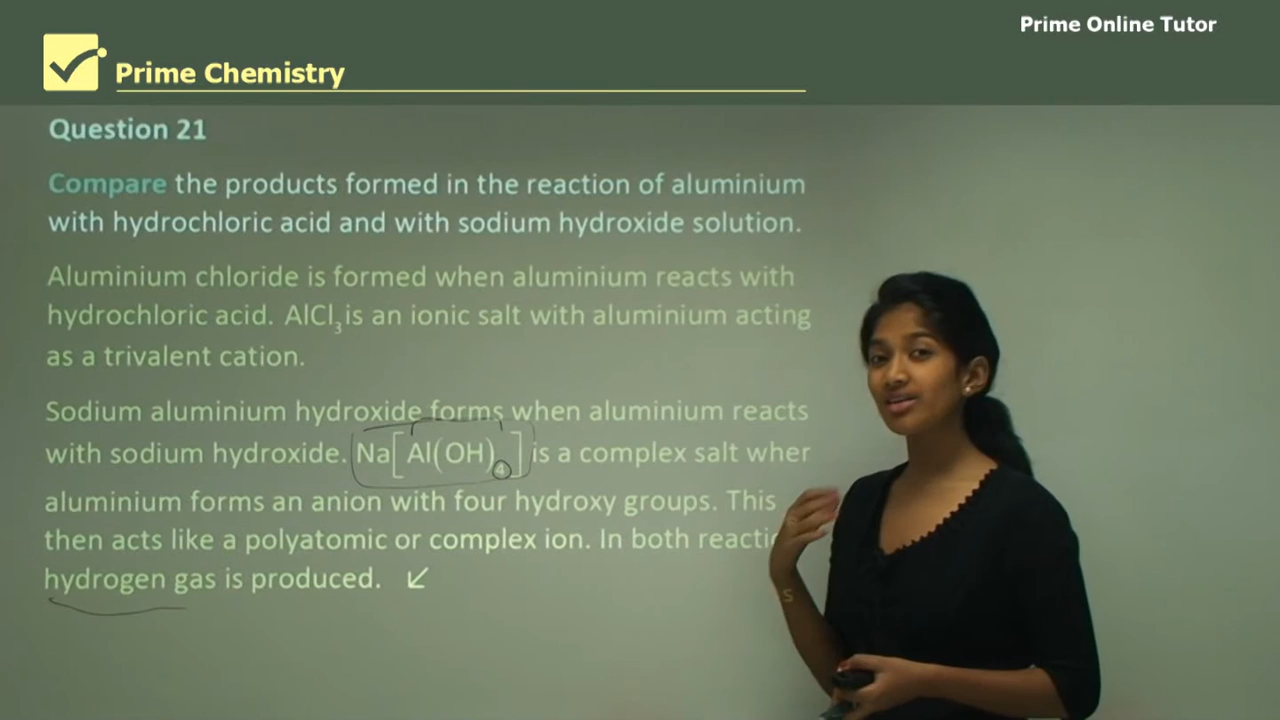 Prime Online Tutor
Prime Chemistry
Question 21
Compare the products formed in the reaction of aluminium
with hydrochloric acid and with sodium hydroxide solution.
Aluminium chloride is formed when aluminium reacts with
hydrochloric acid. AlCl₃ is an ionic salt with aluminium acting
as a trivalent cation.
Sodium aluminium hydroxide forms when aluminium reacts
with sodium hydroxide. Na[Al(OH)₄] is a complex salt wher
aluminium forms an anion with four hydroxy groups. This
then acts like a polyatomic or complex ion. In both reactio
hydrogen gas is produced.
s